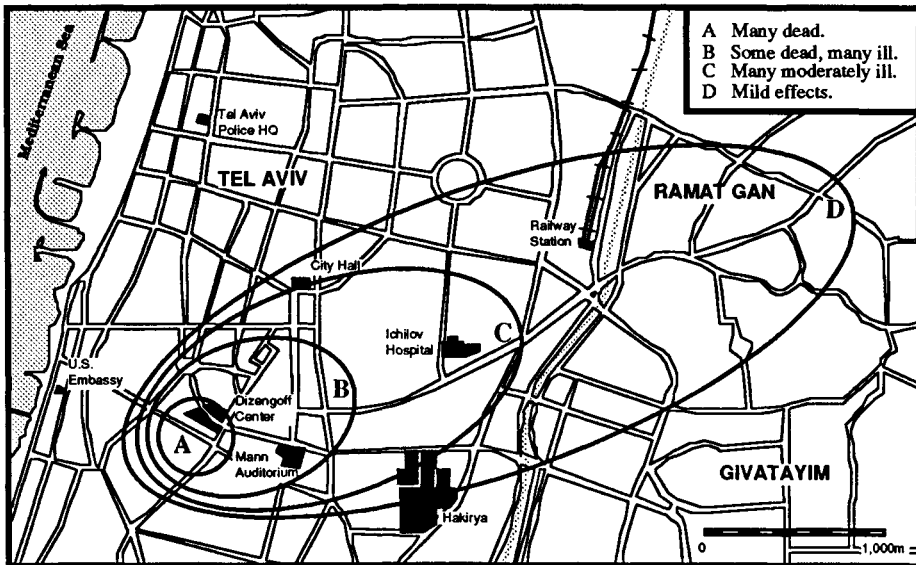 A Many dead.
B Some dead, many ill.
C Many moderately ill.
D Mild effects.
Mediterranean Sea
Tel Aviv
Police HQ
TEL AVIV
RAMAT GAN
D
Railway
Station
City Hall
Ichilov
Hospital
C
U.S.
Embassy
B
Dizengoff
Center
A
Mann
Auditorium
GIVATAYIM
Hakirya
0
1,000m